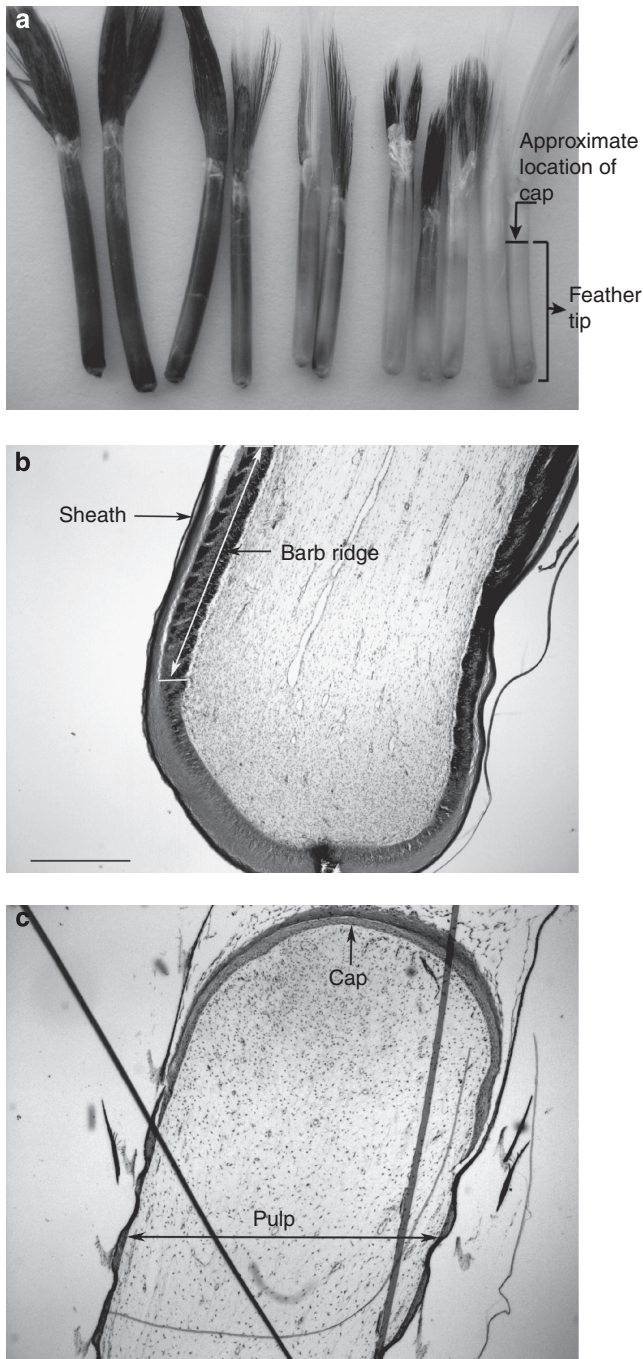 a
Approximate
location of
cap
Feather
tip
b
Sheath
Barb ridge
c
Cap
Pulp